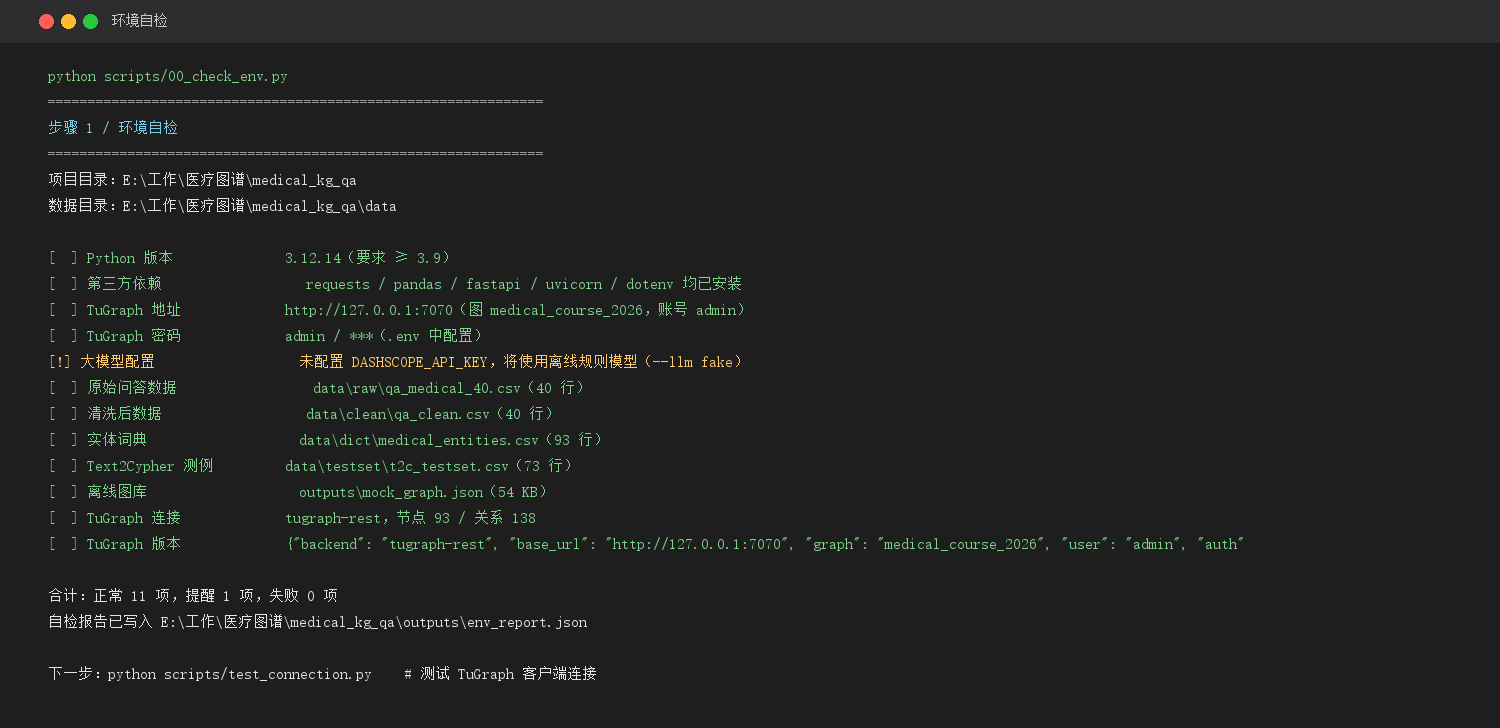 环境自检
python scripts/00_check_env.py
==============================================================
步骤 1 / 环境自检
==============================================================
项目目录：E:\工作\医疗图谱\medical_kg_qa
数据目录：E:\工作\医疗图谱\medical_kg_qa\data
[  ] Python 版本 3.12.14（要求 ≥ 3.9）
[  ] 第三方依赖 requests / pandas / fastapi / uvicorn / dotenv 均已安装
[  ] TuGraph 地址 http://127.0.0.1:7070（图 medical_course_2026，账号 admin）
[  ] TuGraph 密码 admin / ***（.env 中配置）
[!] 大模型配置 未配置 DASHSCOPE_API_KEY，将使用离线规则模型（--llm fake）
[  ] 原始问答数据 data\raw\qa_medical_40.csv（40 行）
[  ] 清洗后数据 data\clean\qa_clean.csv（40 行）
[  ] 实体词典 data\dict\medical_entities.csv（93 行）
[  ] Text2Cypher 测例 data\testset\t2c_testset.csv（73 行）
[  ] 离线图库 outputs\mock_graph.json（54 KB）
[  ] TuGraph 连接 tugraph-rest，节点 93 / 关系 138
[  ] TuGraph 版本 {"backend": "tugraph-rest", "base_url": "http://127.0.0.1:7070", "graph": "medical_course_2026", "user": "admin", "auth"
合计：正常 11 项，提醒 1 项，失败 0 项
自检报告已写入 E:\工作\医疗图谱\medical_kg_qa\outputs\env_report.json
下一步：python scripts/test_connection.py    # 测试 TuGraph 客户端连接